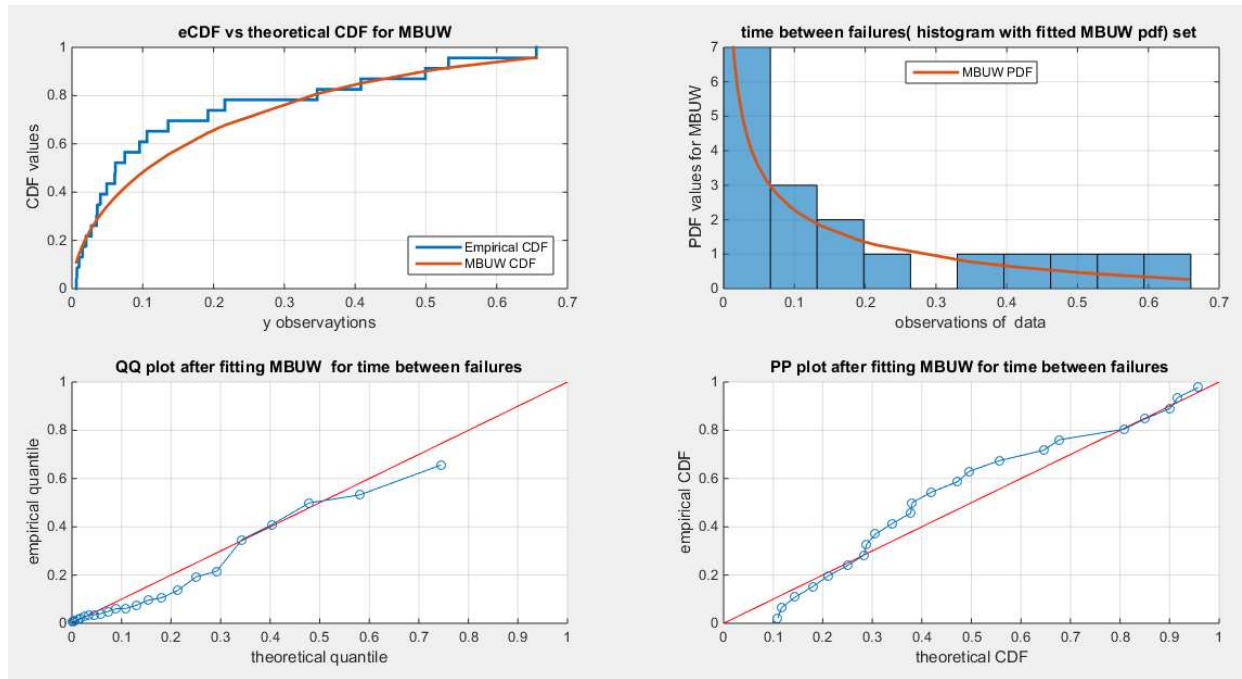 eCDF vs theoretical CDF for MBUW
1
0.8
0.6
0.4
0.2
0
CDF values
0 0.1 0.2 0.3 0.4 0.5 0.6 0.7
y observaytions
Empirical CDF
MBUW CDF
time between failures( histogram with fitted MBUW pdf) set
7
6
5
4
3
2
1
0
PDF values for MBUW
0 0.1 0.2 0.3 0.4 0.5 0.6 0.7
observations of data
MBUW PDF
QQ plot after fitting MBUW for time between failures
1
0.8
0.6
0.4
0.2
0
empirical quantile
0 0.1 0.2 0.3 0.4 0.5 0.6 0.7 0.8 0.9 1
theoretical quantile
PP plot after fitting MBUW for time between failures
1
0.8
0.6
0.4
0.2
0
empirical CDF
0 0.1 0.2 0.3 0.4 0.5 0.6 0.7 0.8 0.9 1
theoretical CDF